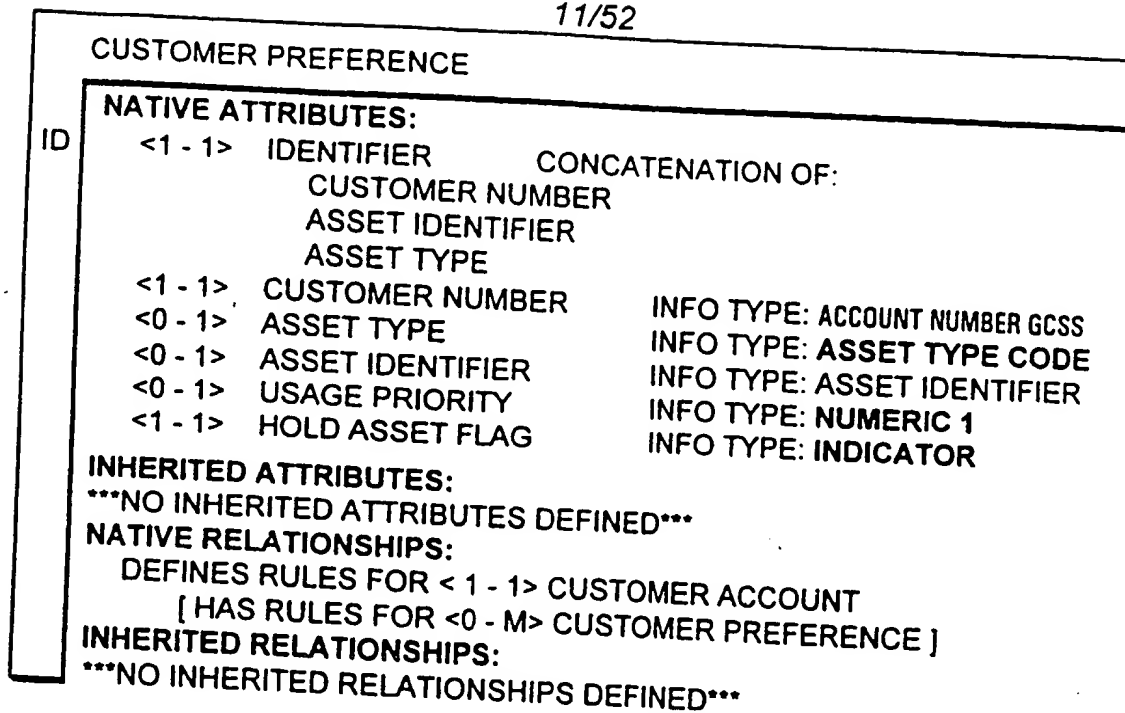 11/52
CUSTOMER PREFERENCE
NATIVE ATTRIBUTES:
ID <1 - 1> IDENTIFIER CONCATENATION OF:
CUSTOMER NUMBER
ASSET IDENTIFIER
ASSET TYPE
<1 - 1> CUSTOMER NUMBER INFO TYPE: ACCOUNT NUMBER GCSS
<0 - 1> ASSET TYPE INFO TYPE: ASSET TYPE CODE
<0 - 1> ASSET IDENTIFIER INFO TYPE: ASSET IDENTIFIER
<0 - 1> USAGE PRIORITY INFO TYPE: NUMERIC 1
<1 - 1> HOLD ASSET FLAG INFO TYPE: INDICATOR
INHERITED ATTRIBUTES:
***NO INHERITED ATTRIBUTES DEFINED***
NATIVE RELATIONSHIPS:
DEFINES RULES FOR < 1 - 1> CUSTOMER ACCOUNT
[ HAS RULES FOR <0 - M> CUSTOMER PREFERENCE ]
INHERITED RELATIONSHIPS:
***NO INHERITED RELATIONSHIPS DEFINED***